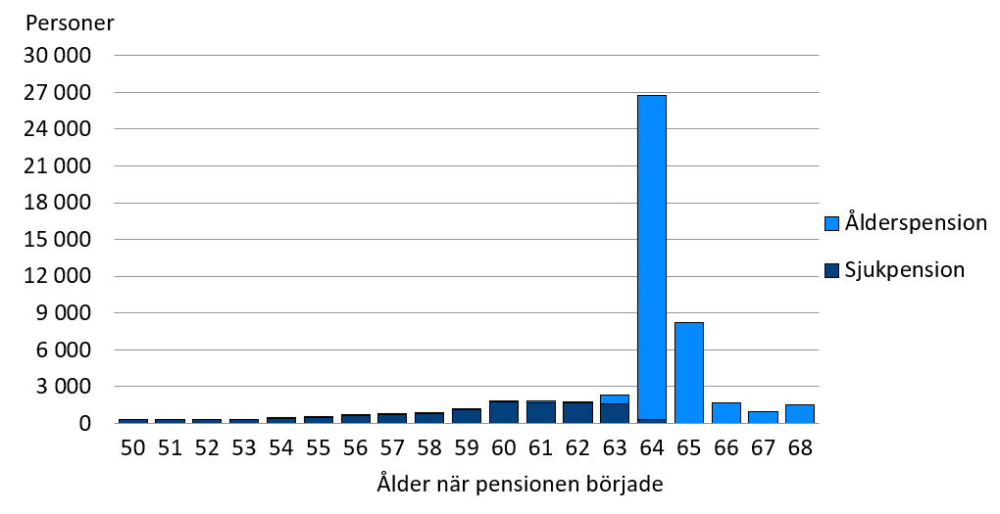 Personer
30 000
27 000
24 000
21 000
18 000
15 000
12 000
9 000
6 000
3 000
0
50 51 52 53 54 55 56 57 58 59 60 61 62 63 64 65 66 67 68
Ålder när pensionen började
Ålderspension
Sjukpension